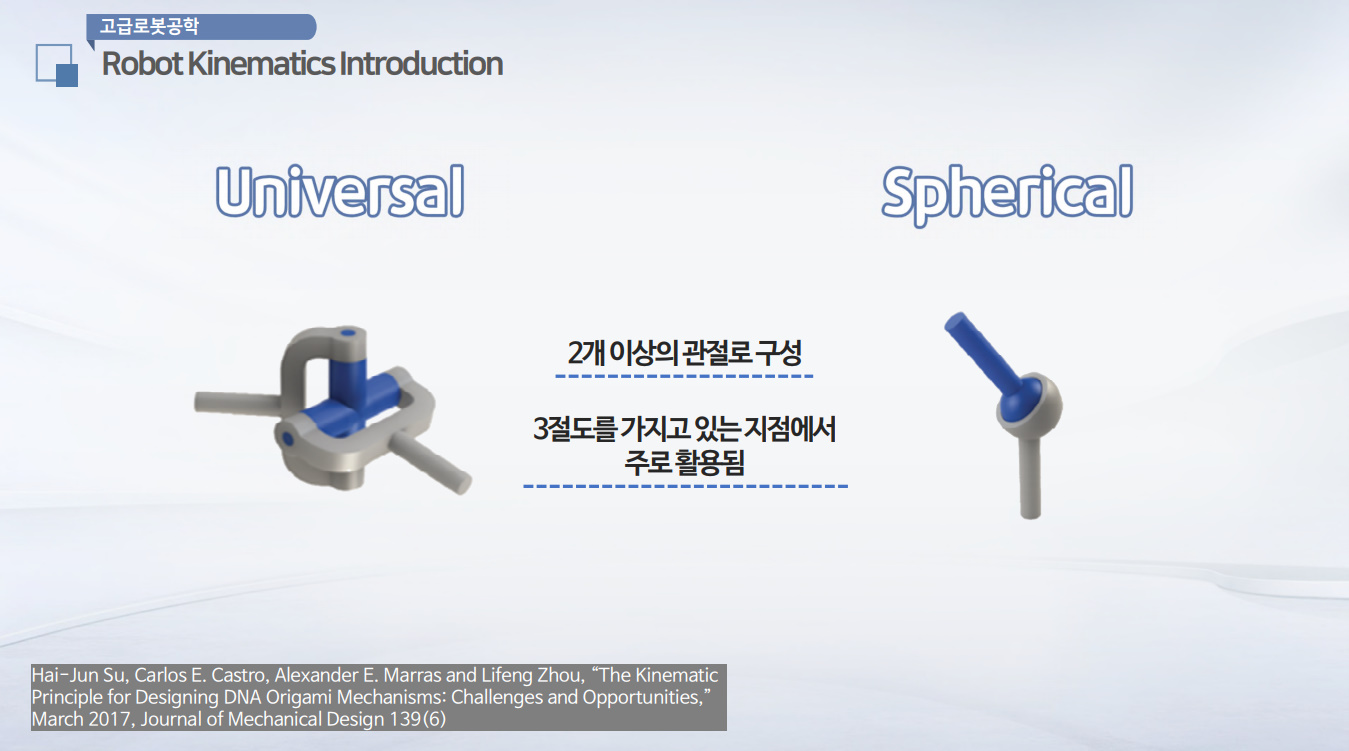 고급로봇공학
Robot Kinematics Introduction
Universal
Spherical
2개 이상의 관절로 구성
3절도를 가지고 있는 지점에서
주로 활용됨
Hai-Jun Su, Carlos E. Castro, Alexander E. Marras and Lifeng Zhou, “The Kinematic
Principle for Designing DNA Origami Mechanisms: Challenges and Opportunities,”
March 2017, Journal of Mechanical Design 139(6)